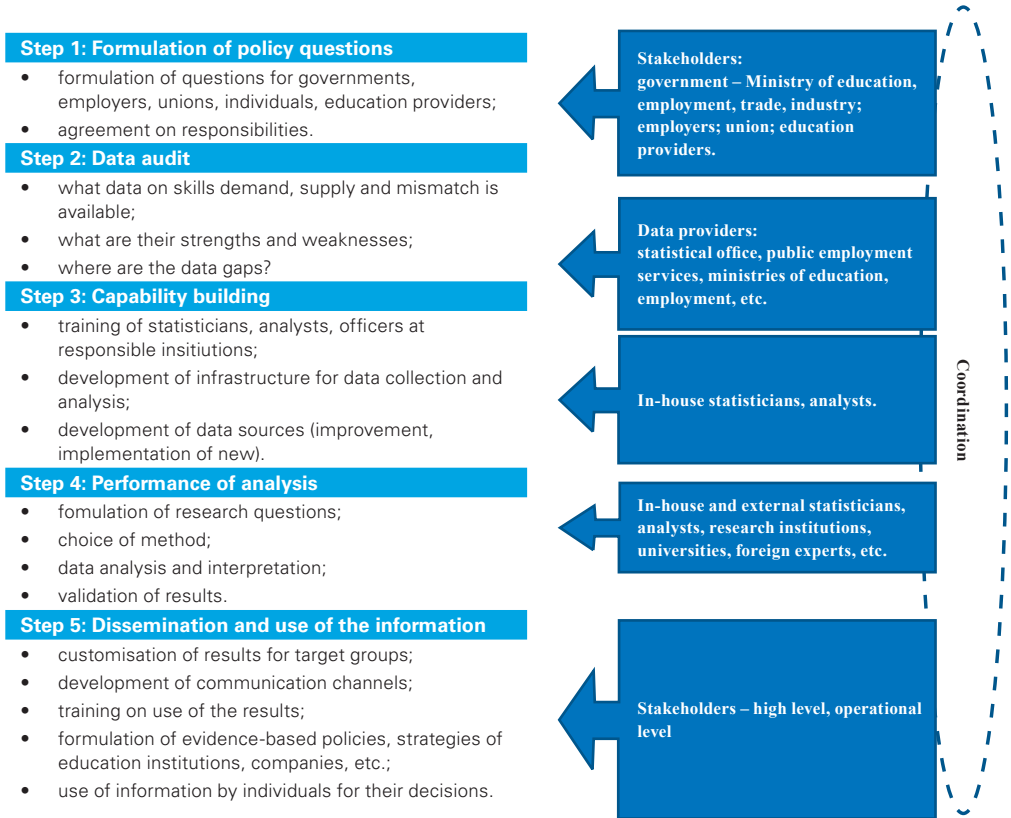 Step 1: Formulation of policy questions
• formulation of questions for governments,
employers, unions, individuals, education providers;
• agreement on responsibilities.
Stakeholders:
government – Ministry of education,
employment, trade, industry;
employers; union; education
providers.
Step 2: Data audit
• what data on skills demand, supply and mismatch is
available;
• what are their strengths and weaknesses;
• where are the data gaps?
Data providers:
statistical office, public employment
services, ministries of education,
employment, etc.
Step 3: Capability building
• training of statisticians, analysts, officers at
responsible insitiutions;
• development of infrastructure for data collection and
analysis;
• development of data sources (improvement,
implementation of new).
In-house statisticians, analysts.
Step 4: Performance of analysis
• fomulation of research questions;
• choice of method;
• data analysis and interpretation;
• validation of results.
In-house and external statisticians,
analysts, research institutions,
universities, foreign experts, etc.
Step 5: Dissemination and use of the information
• customisation of results for target groups;
• development of communication channels;
• training on use of the results;
• formulation of evidence-based policies, strategies of
education institutions, companies, etc.;
• use of information by individuals for their decisions.
Stakeholders – high level, operational
level
Coordination